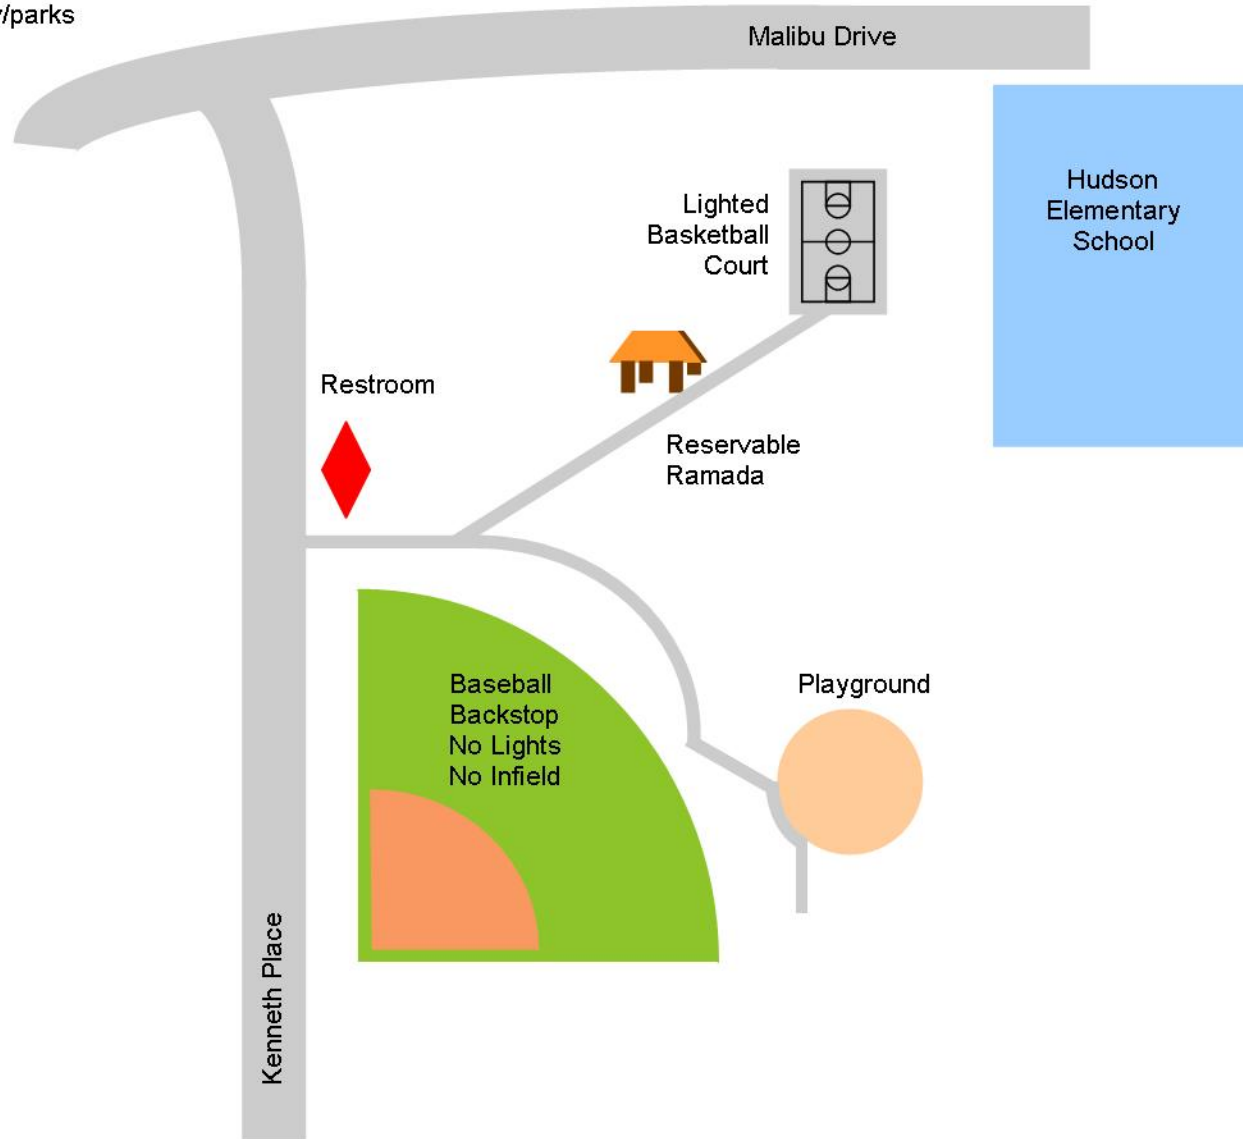 /parks
Malibu Drive
Hudson
Elementary
School
Lighted
Basketball
Court
Restroom
Reservable
Ramada
Baseball
Backstop
No Lights
No Infield
Playground
Kenneth Place